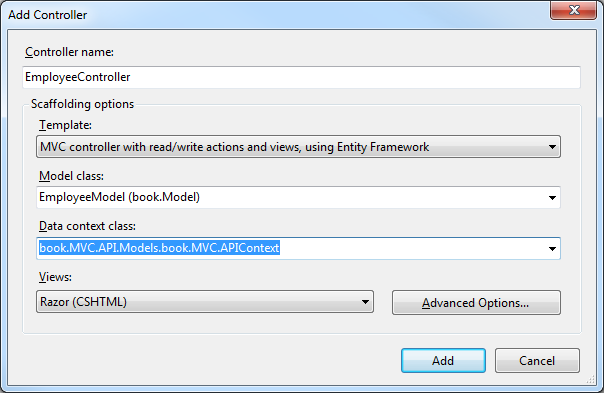 Add Controller
Controller name:
EmployeeController
Scaffolding options
Template:
MVC controller with read/write actions and views, using Entity Framework
Model class:
EmployeeModel (book.Model)
Data context class:
book.MVC.API.Models.book.MVC.APIContext
Views:
Razor (CSHTML)
Advanced Options...
Add Cancel